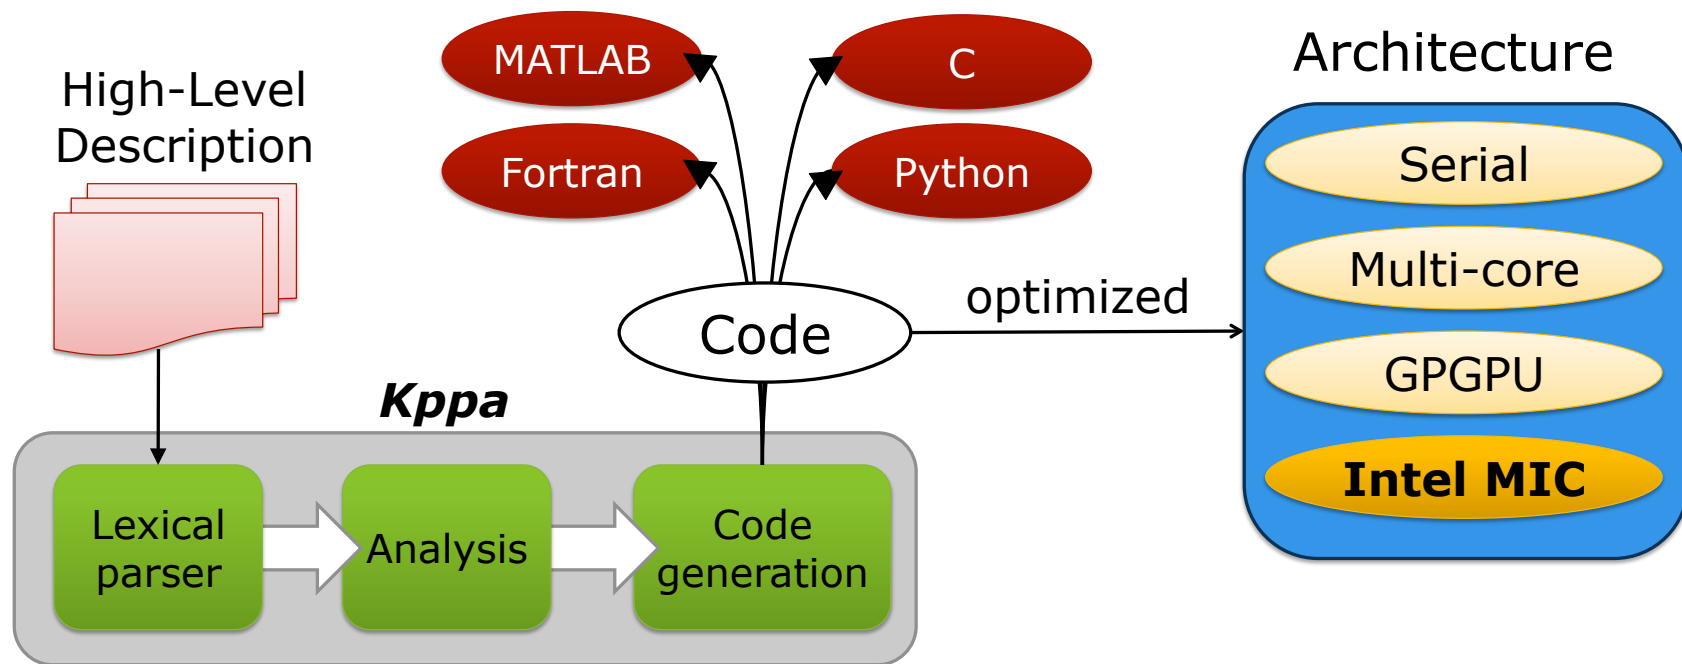 High-Level
Description
MATLAB
C
Fortran
Python
Architecture
Serial
Multi-core
GPGPU
Intel MIC
Code
optimized
Kppa
Lexical
parser
Analysis
Code
generation